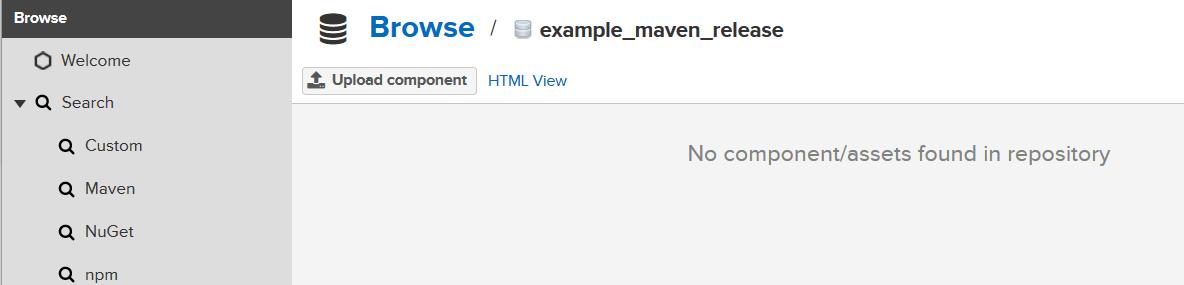 Browse
Welcome
Search
Custom
Maven
NuGet
npm
Browse / example_maven_release
Upload component HTML View
No component/assets found in repository